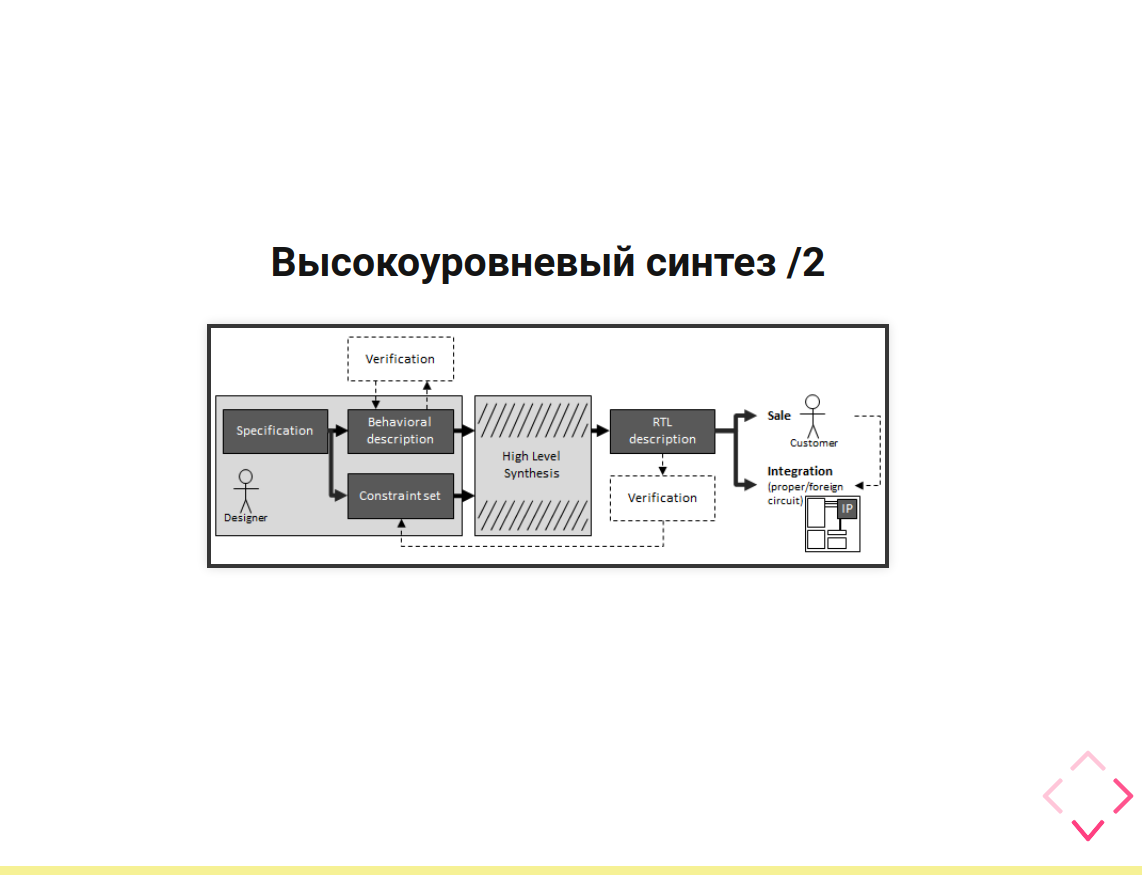 Высокоуровневый синтез /2
Verification
Specification
Behavioral
description
Designer
Constraint set
High Level
Synthesis
RTL
description
Verification
Sale
Customer
Integration
(proper/foreign
circuit)
IP